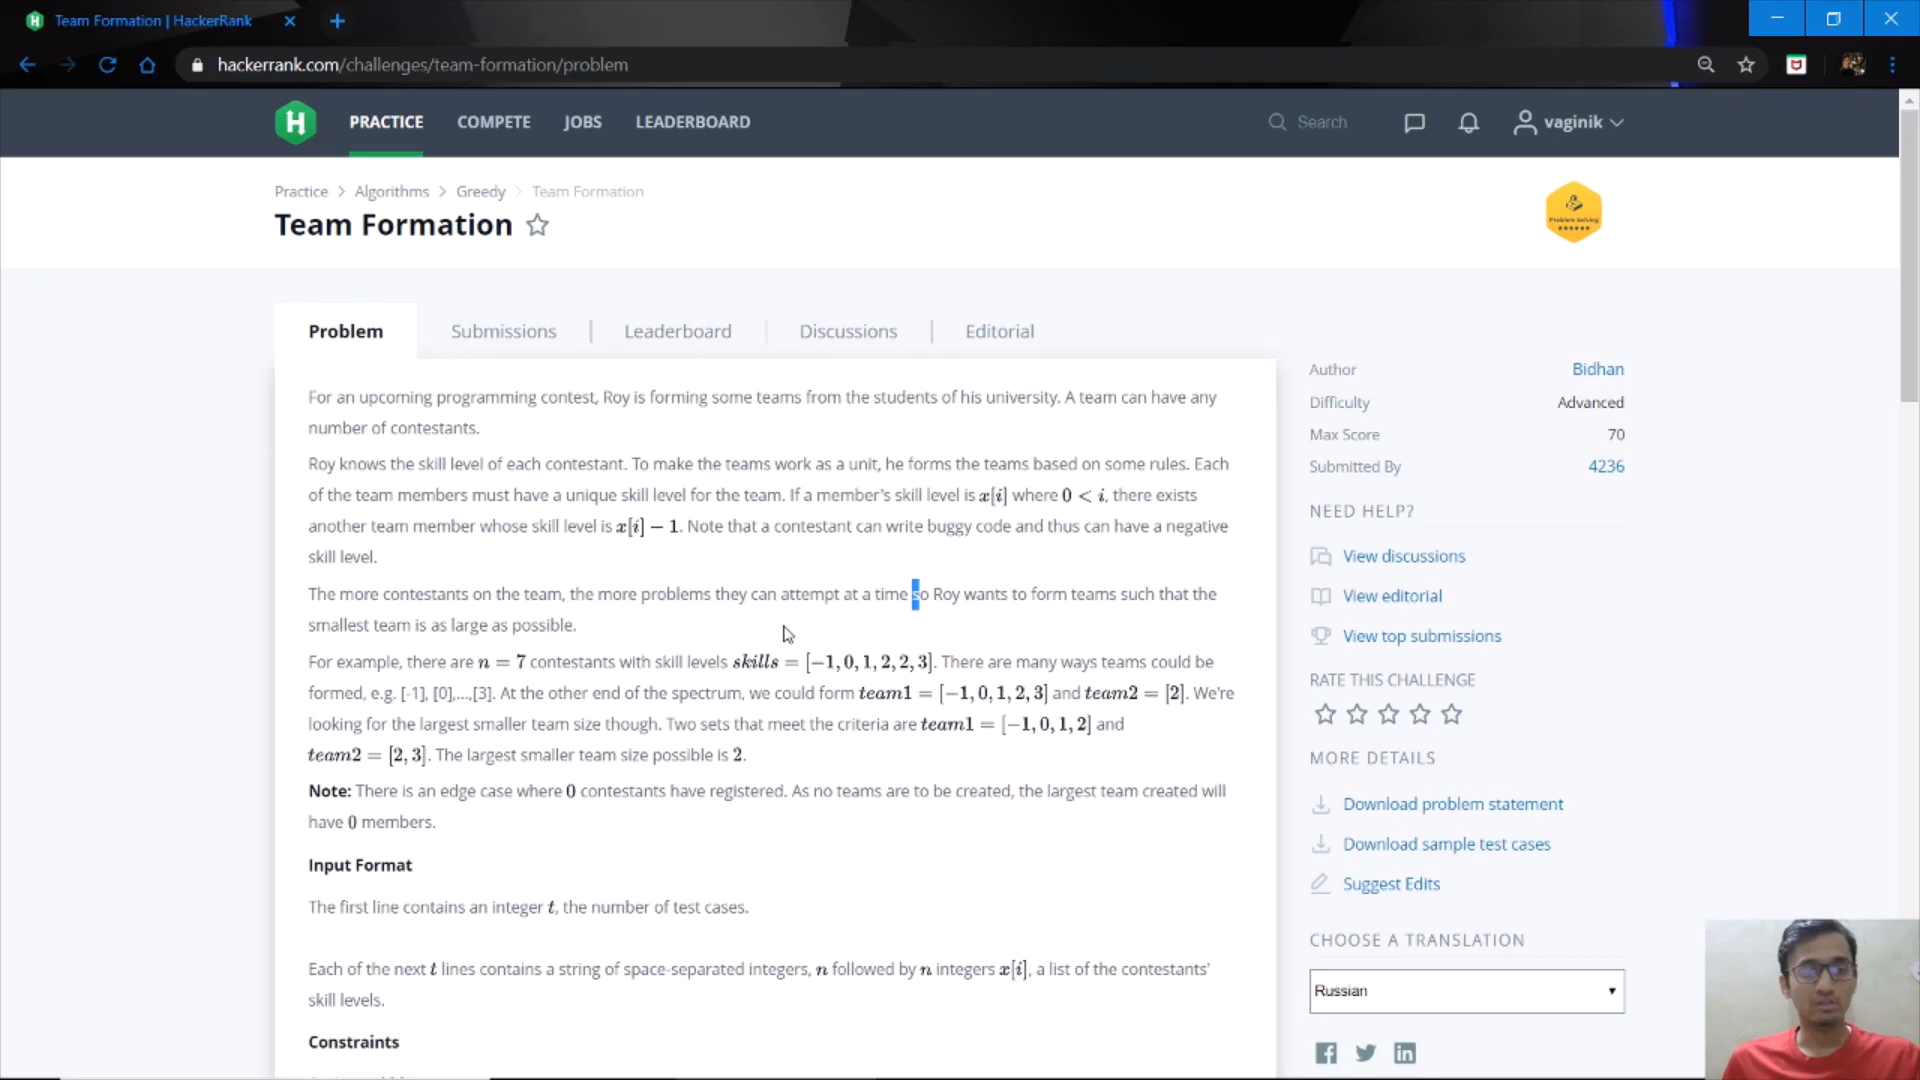 Team Formation | HackerRank
hackerrank.com/challenges/team-formation/problem
PRACTICE COMPETE JOBS LEADERBOARD Search vaginik
Practice > Algorithms > Greedy > Team Formation
Team Formation
Problem Solving
Problem Submissions Leaderboard Discussions Editorial
For an upcoming programming contest, Roy is forming some teams from the students of his university. A team can have any
number of contestants.
Roy knows the skill level of each contestant. To make the teams work as a unit, he forms the teams based on some rules. Each
of the team members must have a unique skill level for the team. If a member's skill level is x[i] where 0 < i, there exists
another team member whose skill level is x[i] − 1. Note that a contestant can write buggy code and thus can have a negative
skill level.
The more contestants on the team, the more problems they can attempt at a time so Roy wants to form teams such that the
smallest team is as large as possible.
For example, there are n = 7 contestants with skill levels skills = [−1, 0, 1, 2, 2, 3]. There are many ways teams could be
formed, e.g. [-1], [0],...,[3]. At the other end of the spectrum, we could form team1 = [−1, 0, 1, 2, 3] and team2 = [2]. We're
looking for the largest smaller team size though. Two sets that meet the criteria are team1 = [−1, 0, 1, 2] and
team2 = [2, 3]. The largest smaller team size possible is 2.
Note: There is an edge case where 0 contestants have registered. As no teams are to be created, the largest team created will
have 0 members.
Input Format
The first line contains an integer t, the number of test cases.
Each of the next t lines contains a string of space-separated integers, n followed by n integers x[i], a list of the contestants'
skill levels.
Constraints
Author Bidhan
Difficulty Advanced
Max Score 70
Submitted By 4236
NEED HELP?
View discussions
View editorial
View top submissions
RATE THIS CHALLENGE
MORE DETAILS
Download problem statement
Download sample test cases
Suggest Edits
CHOOSE A TRANSLATION
Russian